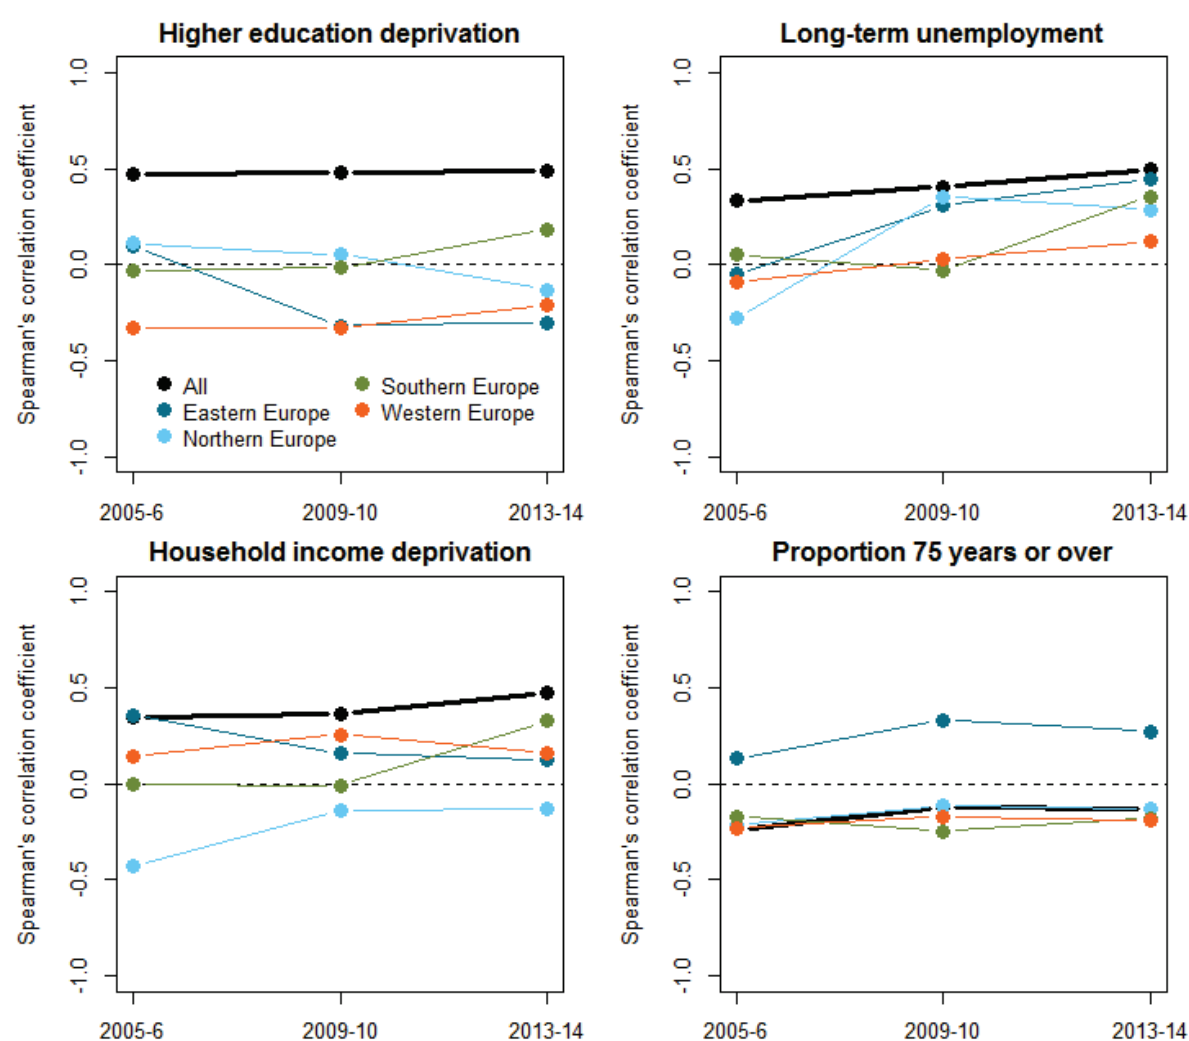 Higher education deprivation
Spearman's correlation coefficient
1.0
0.5
0.0
-0.5
-1.0
All
Eastern Europe
Northern Europe
Southern Europe
Western Europe
2005-6
2009-10
2013-14
Long-term unemployment
Spearman's correlation coefficient
1.0
0.5
0.0
-0.5
-1.0
2005-6
2009-10
2013-14
Household income deprivation
Spearman's correlation coefficient
1.0
0.5
0.0
-0.5
-1.0
2005-6
2009-10
2013-14
Proportion 75 years or over
Spearman's correlation coefficient
1.0
0.5
0.0
-0.5
-1.0
2005-6
2009-10
2013-14